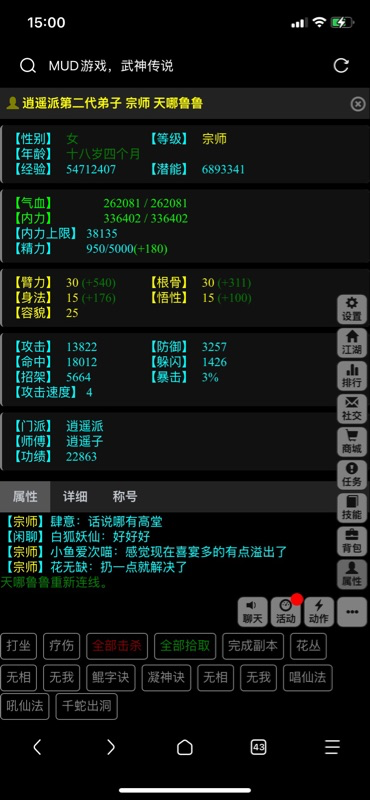 15:00
MUD游戏，武神传说
逍遥派第二代弟子 宗师 天哪鲁鲁
【性别】 女 【等级】 宗师
【年龄】 十八岁四个月
【经验】 54712407 【潜能】 6893341
【气血】 262081 / 262081
【内力】 336402 / 336402
【内力上限】 38135
【精力】 950/5000(+180)
【臂力】 30 (+540) 【根骨】 30 (+311)
【身法】 15 (+176) 【悟性】 15 (+100)
【容貌】 25
【攻击】 13822 【防御】 3257
【命中】 18012 【躲闪】 1426
【招架】 5664 【暴击】 3%
【攻击速度】 4
【门派】 逍遥派
【师傅】 逍遥子
【功绩】 22863
设置
江湖
排行
社交
商城
任务
技能
背包
属性
属性 详细 称号
【宗师】肆意：话说哪有高堂
【闲聊】白狐妖仙：好好好
【宗师】小鱼爱次喵：感觉现在喜宴多的有点溢出了
【宗师】花无缺：扔一点就解决了
天哪鲁鲁重新连线。
聊天 活动 动作
打坐 疗伤 全部击杀 全部拾取 完成副本 花丛
无相 无我 鲲字诀 凝神诀 无相 无我 唱仙法
吼仙法 千蛇出洞
43